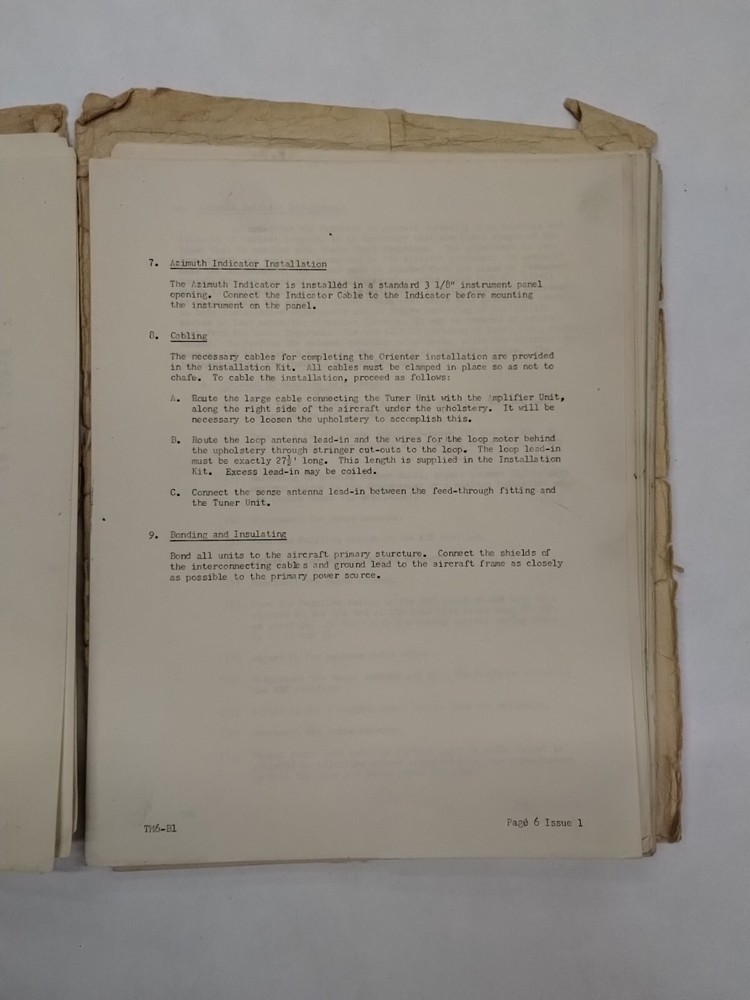 7. Azimuth Indicator Installation
The Azimuth Indicator is installed in a standard 3 1/8" instrument panel
opening. Connect the Indicator Cable to the Indicator before mounting
the instrument on the panel.
8. Cabling
The necessary cables for completing the Orienter installation are provided
in the installation Kit. All cables must be clamped in place so as not to
chafe. To cable the installation, proceed as follows:
A. Route the large cable connecting the Tuner Unit with the Amplifier Unit,
along the right side of the aircraft under the upholstery. It will be
necessary to loosen the upholstery to accomplish this.
B. Route the loop antenna lead-in and the wires for the loop motor behind
the upholstery through stringer cut-outs to the loop. The loop lead-in
must be exactly 27½' long. This length is supplied in the Installation
Kit. Excess lead-in may be coiled.
C. Connect the sense antenna lead-in between the feed-through fitting and
the Tuner Unit.
9. Bonding and Insulating
Bond all units to the aircraft primary sturcture. Connect the shields of
the interconnecting cables and ground lead to the aircraft frame as closely
as possible to the primary power source.
TM6-B1
Page 6 Issue 1